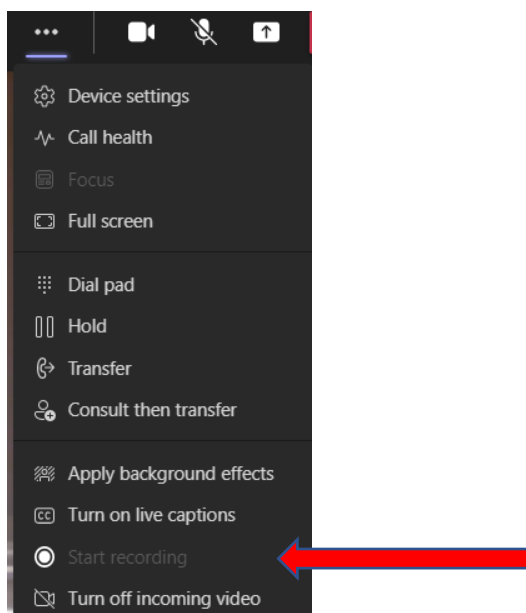 Device settings
Call health
Focus
Full screen
Dial pad
Hold
Transfer
Consult then transfer
Apply background effects
CC Turn on live captions
Start recording
Turn off incoming video